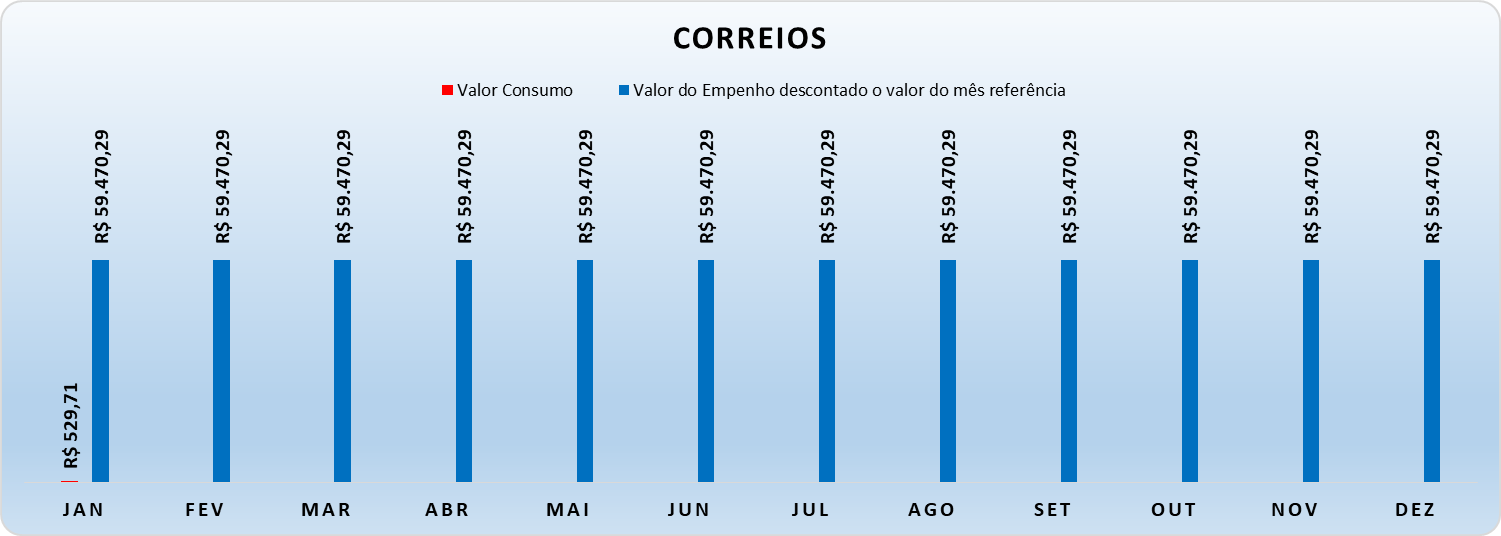 CORREIOS
Valor Consumo
Valor do Empenho descontado o valor do mês referência
R$ 529,71
R$ 59.470,29
R$ 59.470,29
R$ 59.470,29
R$ 59.470,29
R$ 59.470,29
R$ 59.470,29
R$ 59.470,29
R$ 59.470,29
R$ 59.470,29
R$ 59.470,29
R$ 59.470,29
R$ 59.470,29
JAN FEV MAR ABR MAI JUN JUL AGO SET OUT NOV DEZ